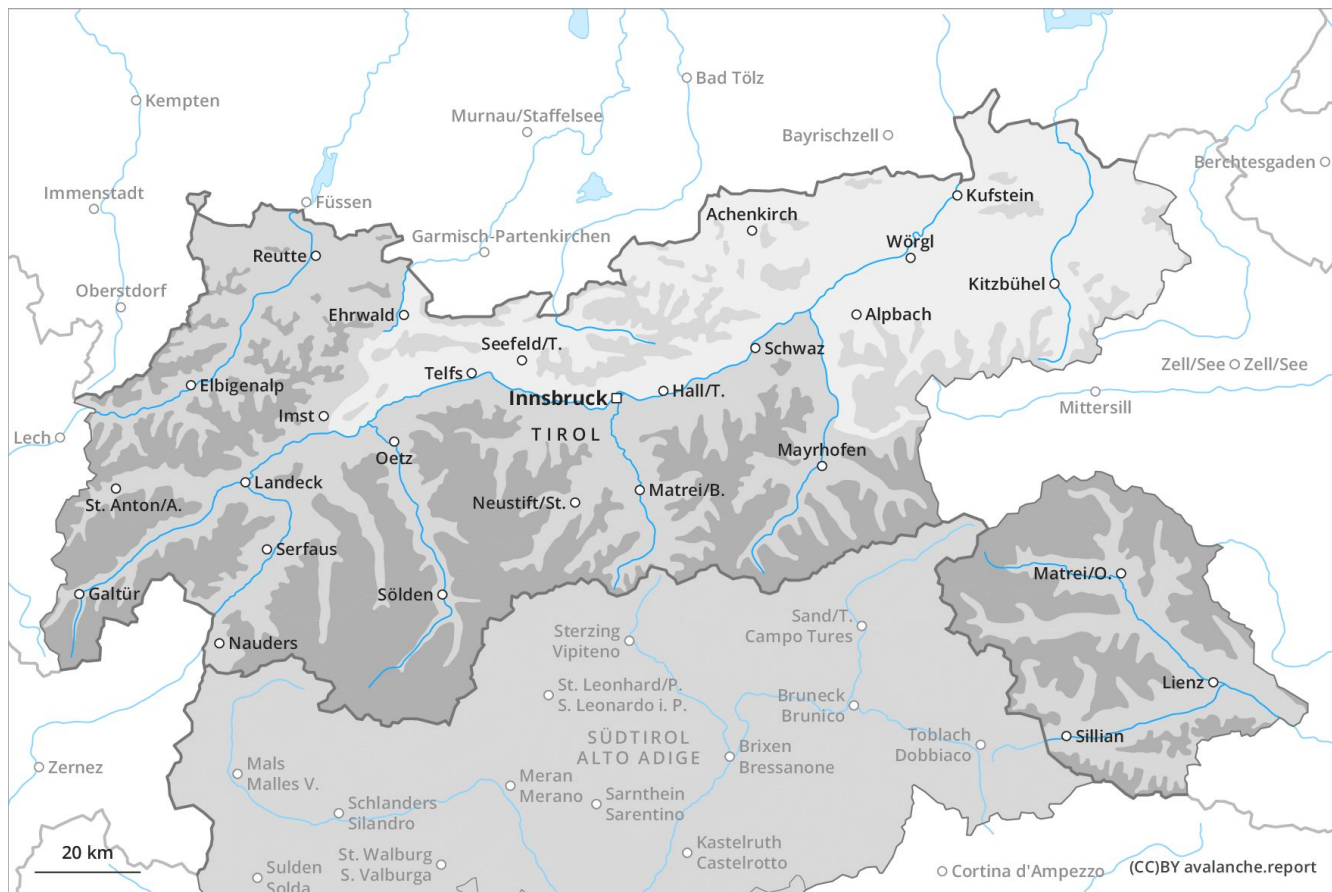 Kempten
Bad Tölz
Murnau/Staffelsee
Bayrischzell
Berchtesgaden
Immenstadt
Füssen
Kufstein
Achenkirch
Garmisch-Partenkirchen
Wörgl
Reutte
Oberstdorf
Kitzbühel
Ehrwald
Alpbach
Seefeld/T.
Schwaz
Zell/See
Zell/See
Telfs
Elbigenalp
Hall/T.
Innsbruck
Mittersill
Imst
Lech
TIROL
Oetz
Mayrhofen
Landeck
St. Anton/A.
Neustift/St.
Matrei/B.
Serfaus
Matrei/O.
Galtür
Sölden
Sand/T.
Campo Tures
Sterzing
Vipiteno
Nauders
Lienz
St. Leonhard/P.
S. Leonardo i. P.
Bruneck
Brunico
SÜDTIROL
ALTO ADIGE
Toblach
Dobbiaco
Sillian
Brixen
Bressanone
Zernez
Mals
Malles V.
Meran
Merano
Sarnthein
Sarentino
Schlanders
Silandro
Kastelruth
Castelrotto
20 km
St. Walburg
S. Valburga
Sulden
Solda
Cortina d'Ampezzo
(CC)BY avalanche.report